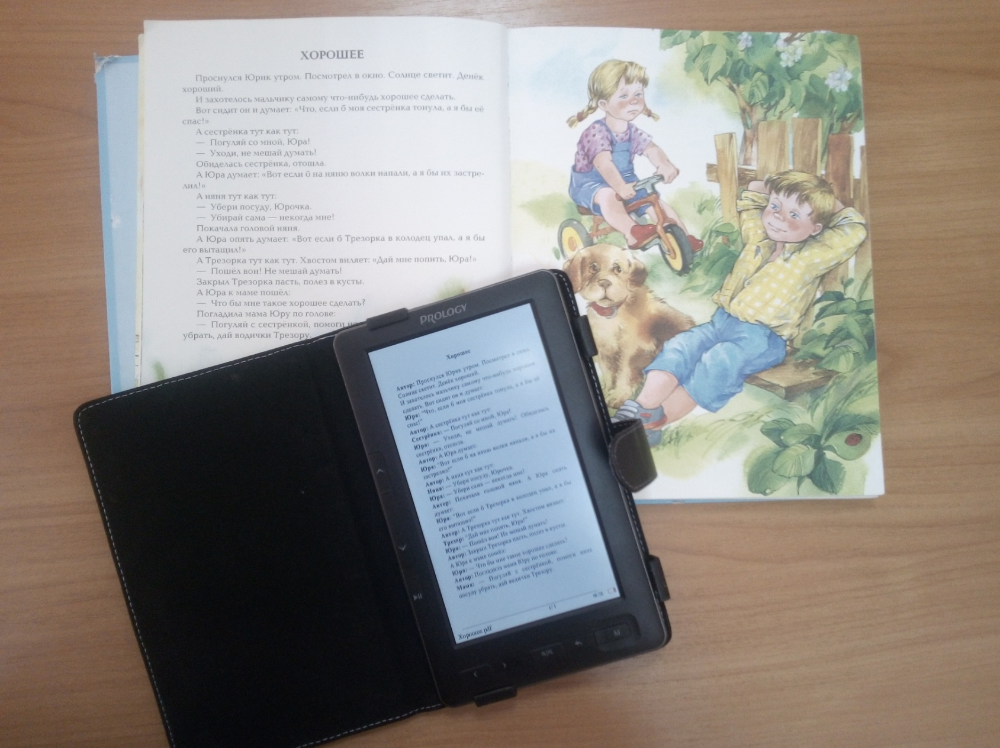 ХОРОШЕЕ
Проснулся Юрик утром. Посмотрел в окно. Солнце светит. Денёк
хороший.
И захотелось мальчику самому что-нибудь хорошее сделать.
Вот сидит он и думает: «Что, если б моя сестрёнка тонула, а я бы её
спас!»
А сестрёнка тут как тут:
— Погуляй со мной, Юра!
— Уходи, не мешай думать!
Обиделась сестрёнка, отошла.
А Юра думает: «Вот если б на няню волки напали, а я бы их застре-
лил!»
А няня тут как тут:
— Убери посуду, Юрочка.
— Убирай сама — некогда мне!
Покачала головой няня.
А Юра опять думает: «Вот если б Трезорка в колодец упал, а я бы
его вытащил!»
А Трезорка тут как тут. Хвостом виляет: «Дай мне попить, Юра!»
— Пошёл вон! Не мешай думать!
Закрыл Трезорка пасть, полез в кусты.
А Юра к маме пошёл:
— Что бы мне такое хорошее сделать?
Погладила мама Юру по голове:
— Погуляй с сестрёнкой, помоги
убрать, дай водички Трезору.
PROLOGY
Хорошее
Автор: Проснулся Юрик утром. Посмотрел в окно.
Солнце светит. Денёк хороший.
И захотелось мальчику самому что-нибудь хорошее
сделать. Вот сидит он и думает:
Юра: "Что, если б моя сестрёнка тонула, а я бы её
спас!"
Автор: А сестрёнка тут как тут:
Сестрёнка: — Погуляй со мной, Юра!
Юра: — Уходи, не мешай думать! Обиделась
сестрёнка, отошла.
Автор: А Юра думает:
Юра: "Вот если б на няню волки напали, а я бы их
застрелил!"
Автор: А няня тут как тут:
Няня: — Убери посуду, Юрочка.
Юра: — Убери сама — некогда мне!
Автор: Покачала головой няня. А Юра опять
думает:
Юра: "Вот если б Трезорка в колодец упал, а я бы
его вытащил!"
Автор: А Трезорка тут как тут. Хвостом виляет:
Трезор: "Дай мне попить, Юра!"
Юра: — Пошёл вон! Не мешай думать!
Автор: Закрыл Трезорка пасть, полез в кусты.
А Юра к маме пошёл:
Юра: — Что бы мне такое хорошее сделать?
Автор: Погладила мама Юру по голове:
Мама: — Погуляй с сестрёнкой, помоги няне
посуду убрать, дай водички Трезору.
Хорошее.pdf
1/1
M